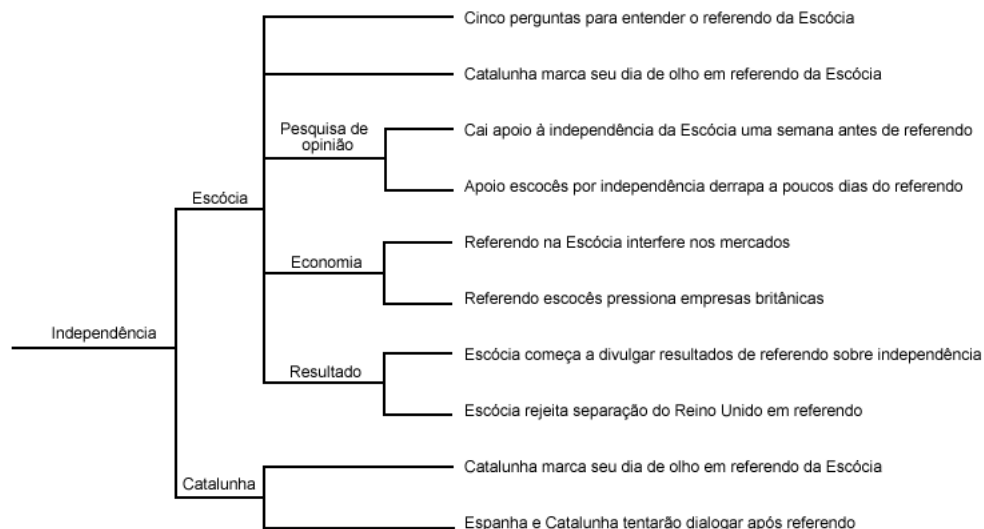 Cinco perguntas para entender o referendo da Escócia
Catalunha marca seu dia de olho em referendo da Escócia
Pesquisa de
opinião
Cai apoio à independência da Escócia uma semana antes de referendo
Apoio escocês por independência derrapa a poucos dias do referendo
Escócia
Referendo na Escócia interfere nos mercados
Economia
Referendo escocês pressiona empresas britânicas
Independência
Escócia começa a divulgar resultados de referendo sobre independência
Resultado
Escócia rejeita separação do Reino Unido em referendo
Catalunha marca seu dia de olho em referendo da Escócia
Catalunha
Espanha e Catalunha tentarão dialogar após referendo